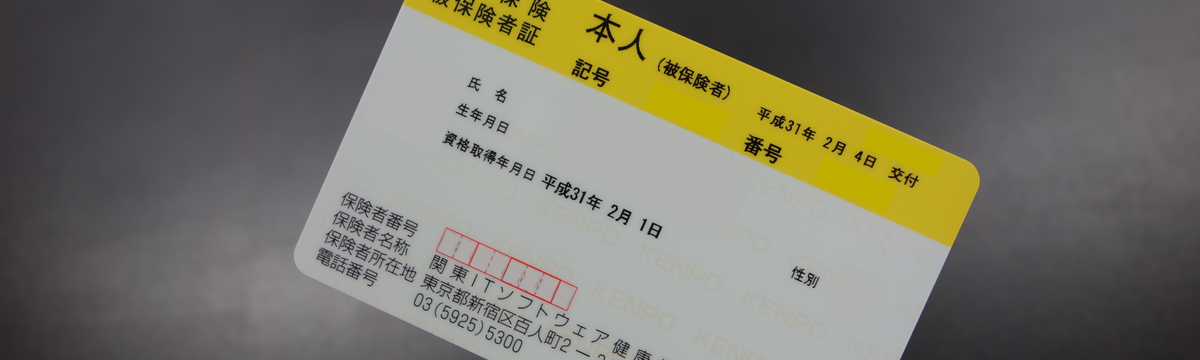 保険
被保険者証
本人(被保険者)
平成31年 2月 4日 交付
記号
番号
氏名
生年月日
性別
資格取得年月日 平成31年 2月 1日
保険者番号
保険者名称 関東ITソフトウェア健康
保険者所在地 東京都新宿区百人町2-
電話番号 03(5925)5300
KENPO
KENPO
KENPO
KENPO
KENPO